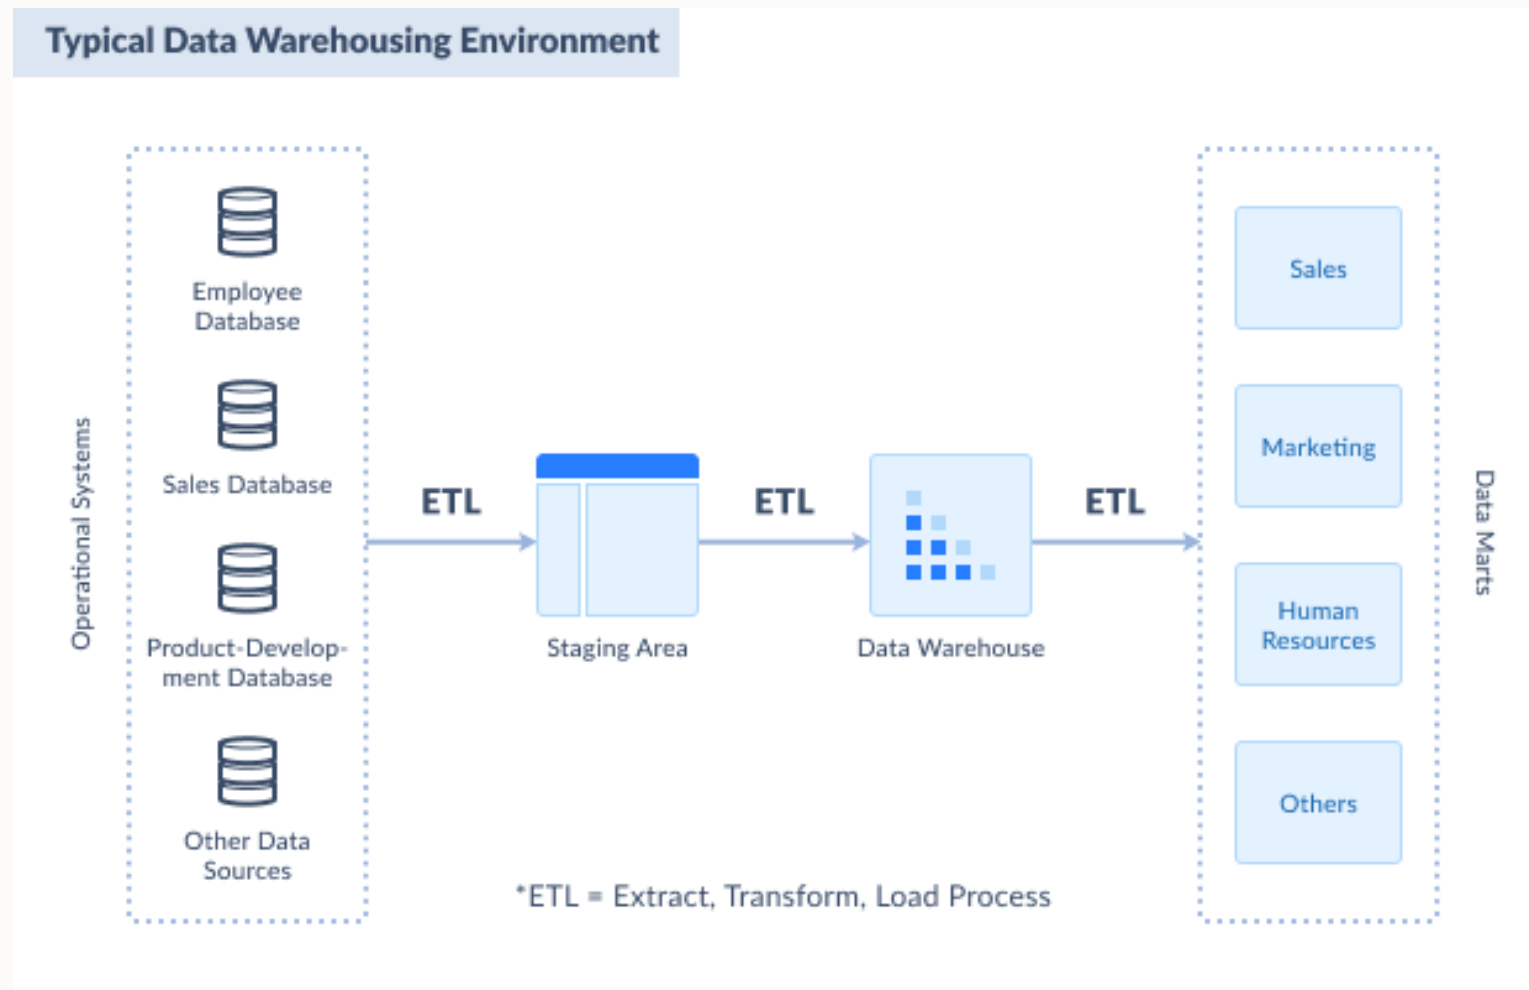 Typical Data Warehousing Environment
Operational Systems
Employee
Database
Sales Database
Product-Develop-
ment Database
Other Data
Sources
ETL
Staging Area
ETL
Data Warehouse
ETL
Sales
Marketing
Human
Resources
Others
Data Marts
*ETL = Extract, Transform, Load Process